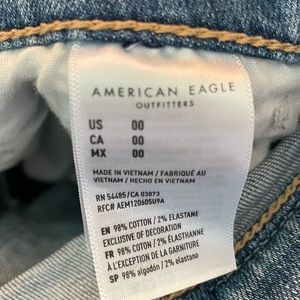 AMERICAN EAGLE
OUTFITTERS
US 00
CA 00
MX 00
MADE IN VIETNAM / FABRIQUÉ AU
VIETNAM / HECHO EN VIETNAM
RN 54485/CA 03873
RFC# AEM120605U9A
EN 98% COTTON / 2% ELASTANE
EXCLUSIVE OF DECORATION
FR 98% COTON / 2% ÉLASTHANNE
À L'EXCEPTION DE LA GARNITURE
SP 98% algodón / 2% elastano